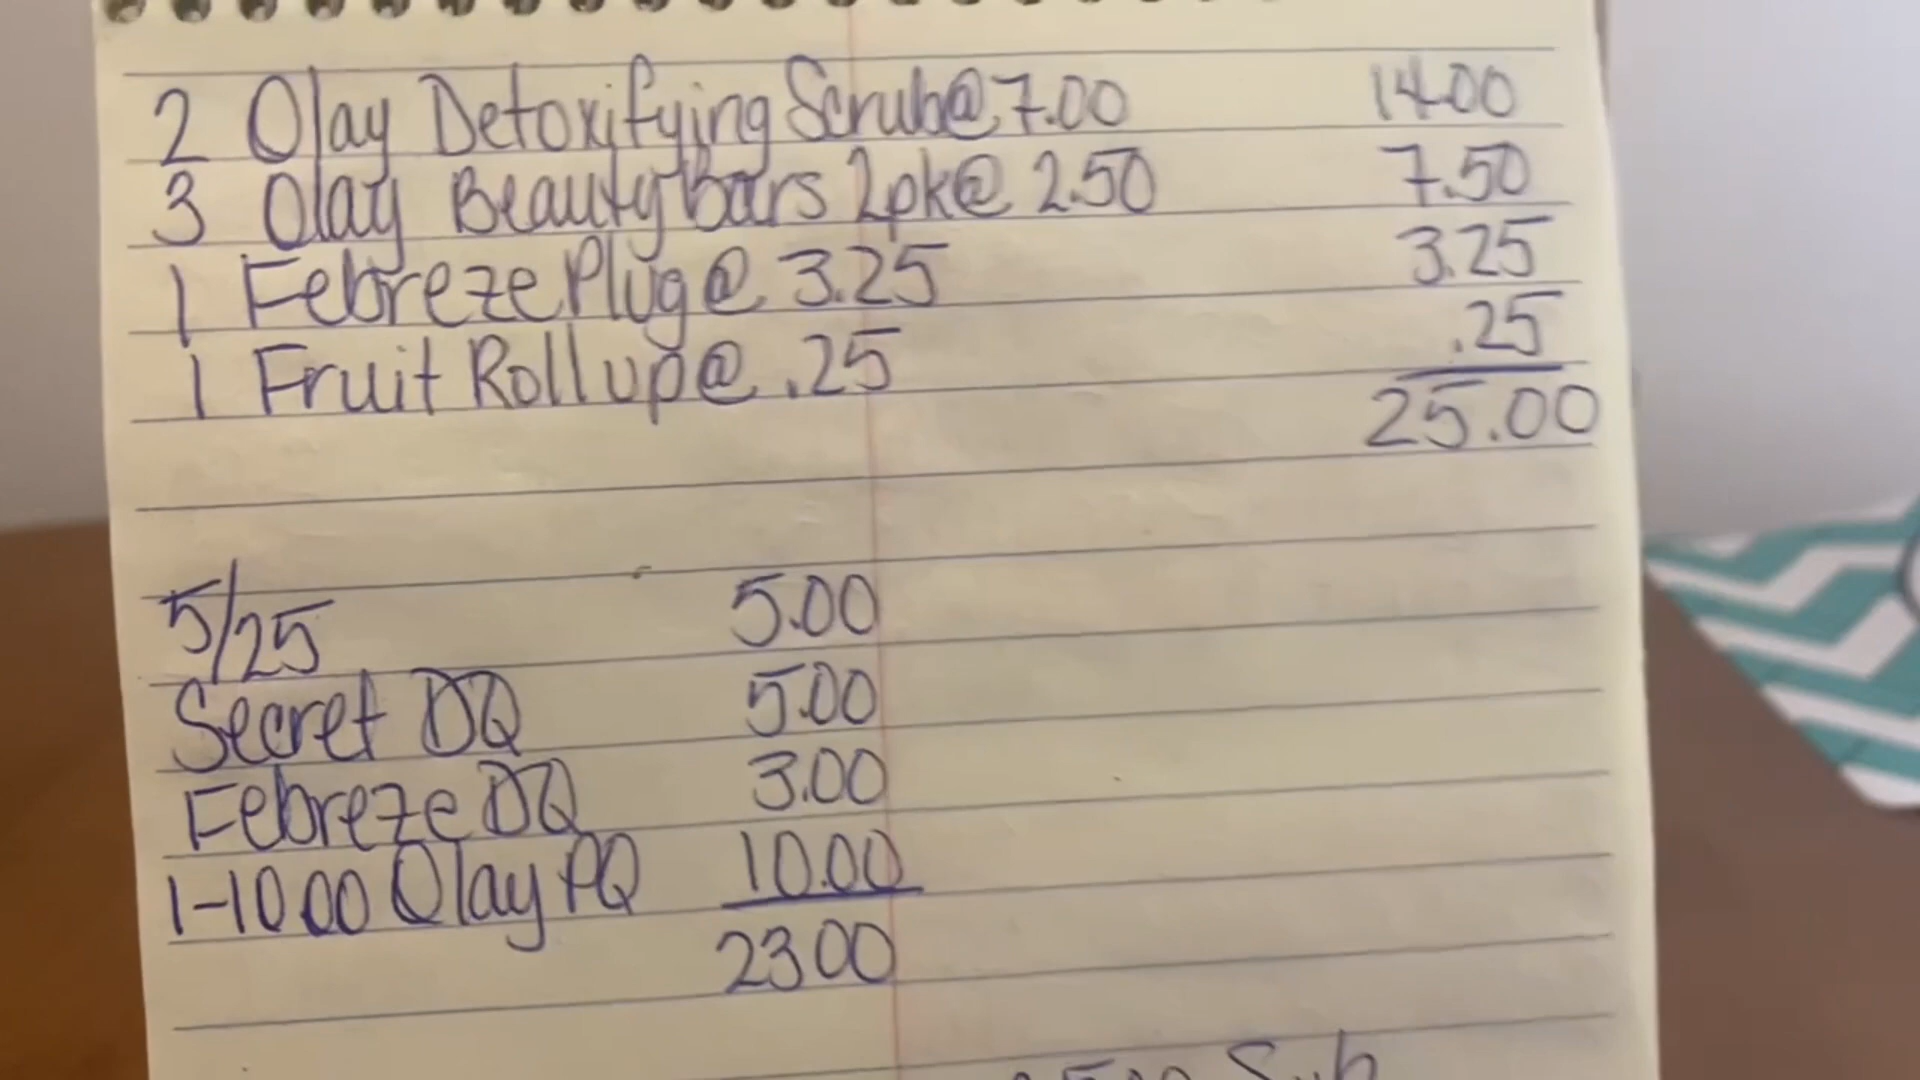 2 Olay Detoxifying Scrub@7.00 14.00
3 Olay Beauty Bars 2pk@ 2.50 7.50
1 Febreze Plug@ 3.25 3.25
1 Fruit Rollup@ .25 .25
25.00
5/25 5.00
Secret DQ 5.00
Febreze DQ 3.00
1-10.00 Olay PQ 10.00
23.00
Sub